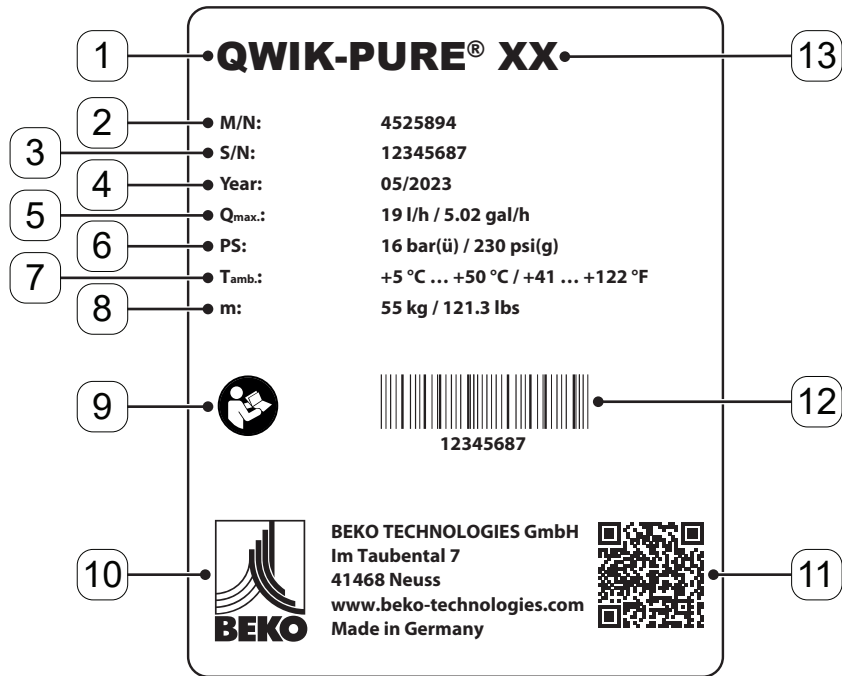 1 QWIK-PURE® XX 13
2 M/N: 4525894
3 S/N: 12345687
4 Year: 05/2023
5 Qmax.: 19 l/h / 5.02 gal/h
6 PS: 16 bar(ü) / 230 psi(g)
7 Tamb.: +5 °C … +50 °C / +41 … +122 °F
8 m: 55 kg / 121.3 lbs
9 12
12345687
10 11
BEKO
BEKO TECHNOLOGIES GmbH
Im Taubental 7
41468 Neuss
www.beko-technologies.com
Made in Germany